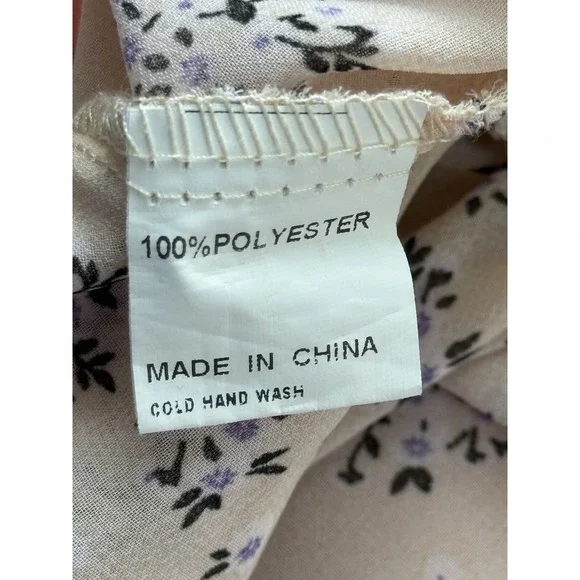 100%POLYESTER
MADE IN CHINA
COLD HAND WASH